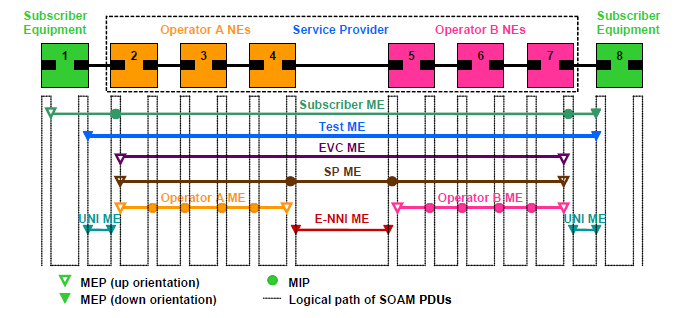 Subscriber
Equipment
Operator A NEs
Service Provider
Operator B NEs
Subscriber
Equipment
1
2
3
4
5
6
7
8
Subscriber ME
Test ME
EVC ME
SP ME
Operator A ME
Operator B ME
UNI ME
E-NNI ME
UNI ME
MEP (up orientation)
MIP
MEP (down orientation)
Logical path of SOAM PDUs